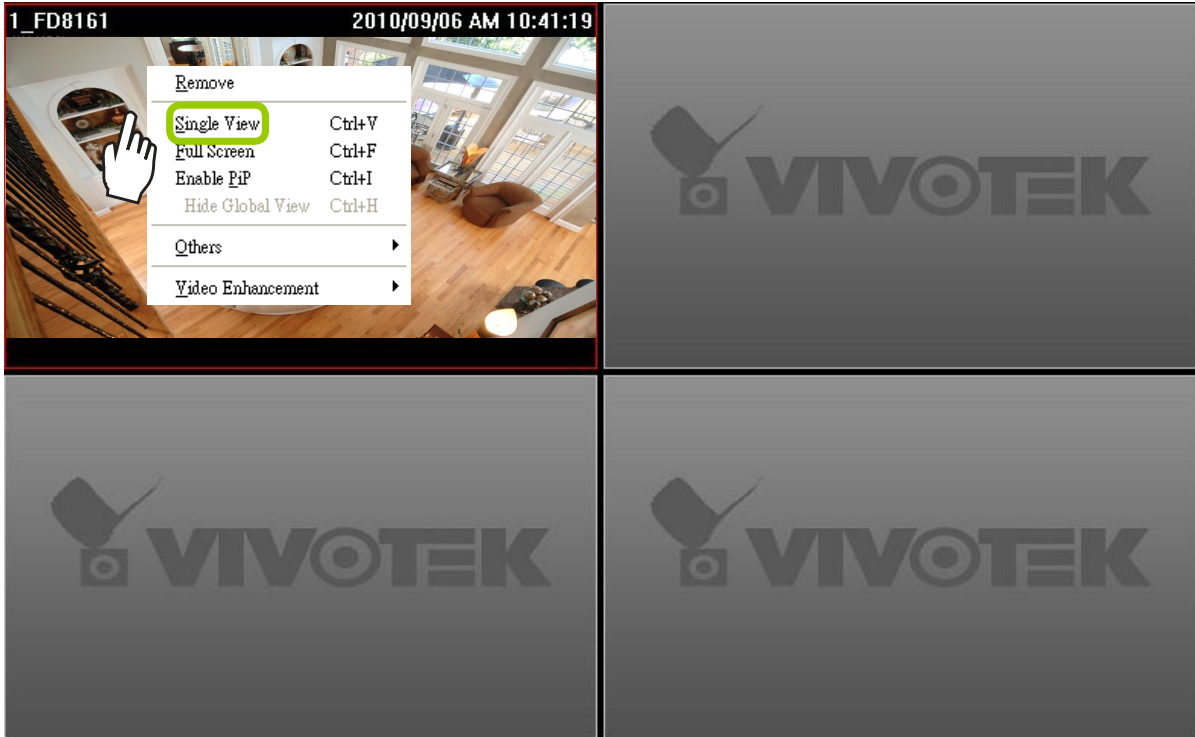 1_FD8161 2010/09/06 AM 10:41:19
Remove
Single View Ctrl+V
Full Screen Ctrl+F
Enable PiP Ctrl+I
Hide Global View Ctrl+H
Others
Video Enhancement
VIVOTEK
VIVOTEK
VIVOTEK